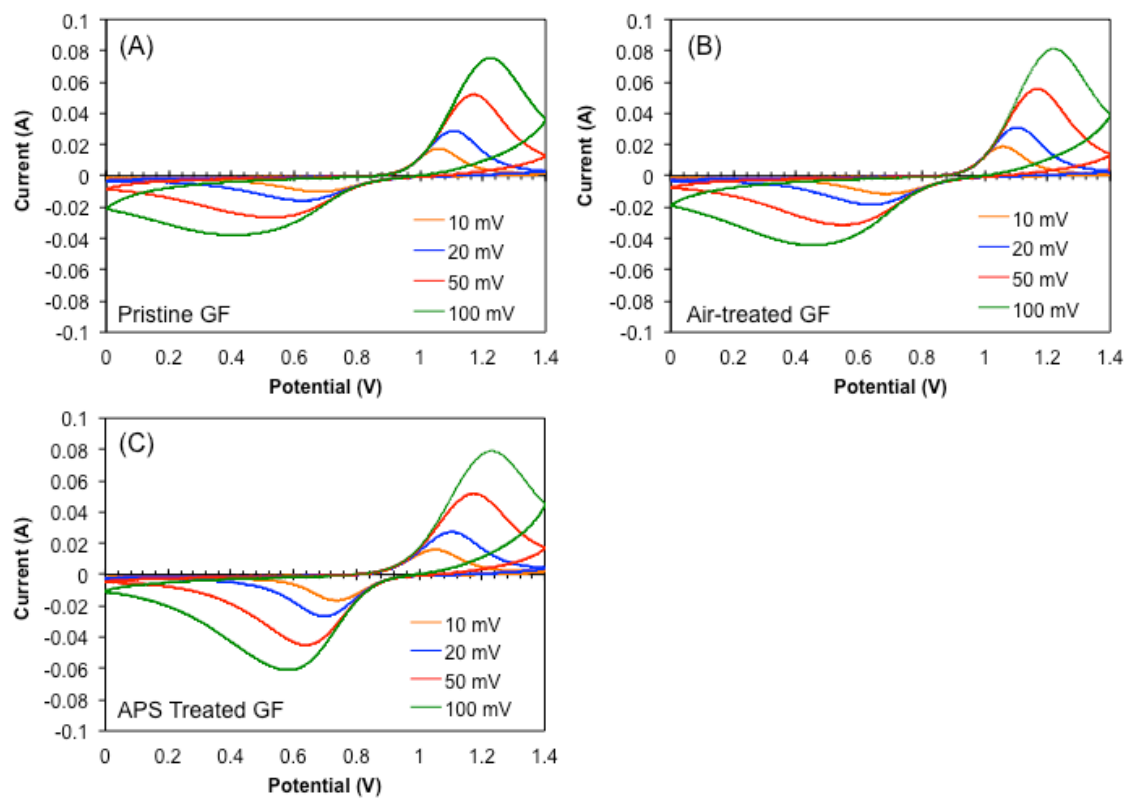 (A)
0.1
0.08
0.06
0.04
0.02
0
-0.02
-0.04
-0.06
-0.08
-0.1
Current (A)
10 mV
20 mV
50 mV
100 mV
Pristine GF
0 0.2 0.4 0.6 0.8 1 1.2 1.4
Potential (V)
(B)
0.1
0.08
0.06
0.04
0.02
0
-0.02
-0.04
-0.06
-0.08
-0.1
Current (A)
10 mV
20 mV
50 mV
100 mV
Air-treated GF
0 0.2 0.4 0.6 0.8 1 1.2 1.4
Potential (V)
(C)
0.1
0.08
0.06
0.04
0.02
0
-0.02
-0.04
-0.06
-0.08
-0.1
Current (A)
10 mV
20 mV
50 mV
100 mV
APS Treated GF
0 0.2 0.4 0.6 0.8 1 1.2 1.4
Potential (V)